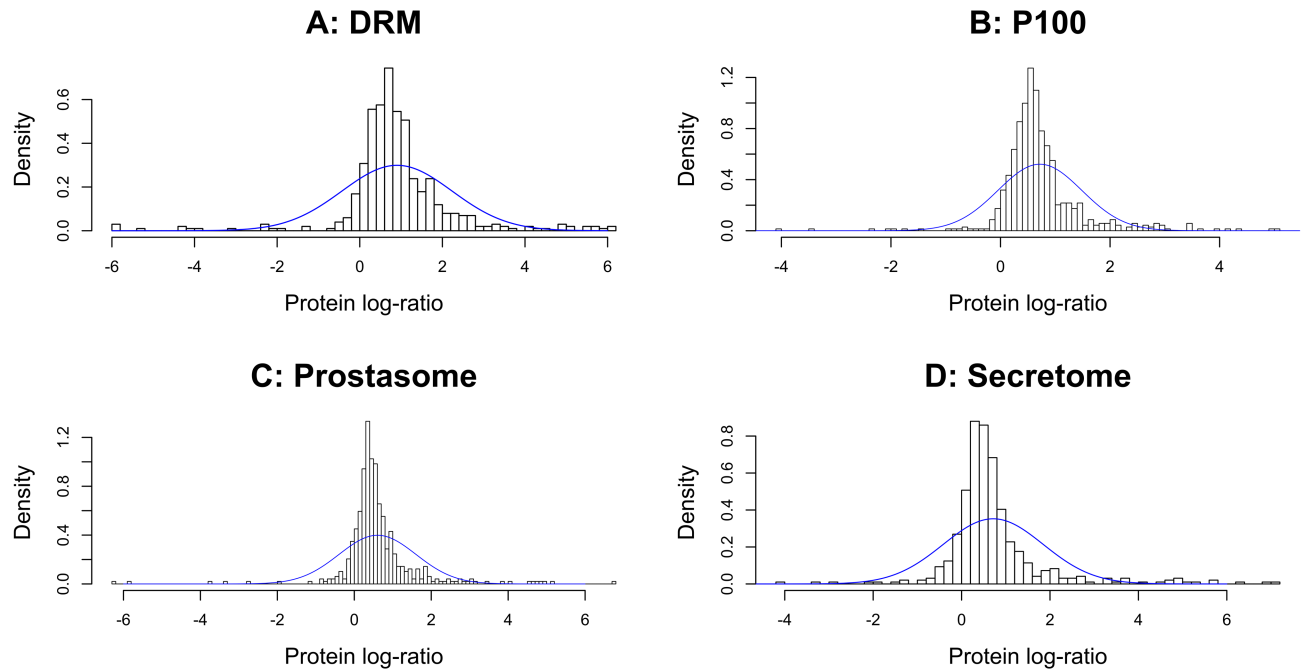 A: DRM
Density
0.0 0.2 0.4 0.6
-6 -4 -2 0 2 4 6
Protein log-ratio
B: P100
Density
0.0 0.4 0.8 1.2
-4 -2 0 2 4
Protein log-ratio
C: Prostasome
Density
0.0 0.4 0.8 1.2
-6 -4 -2 0 2 4 6
Protein log-ratio
D: Secretome
Density
0.0 0.2 0.4 0.6 0.8
-4 -2 0 2 4 6
Protein log-ratio